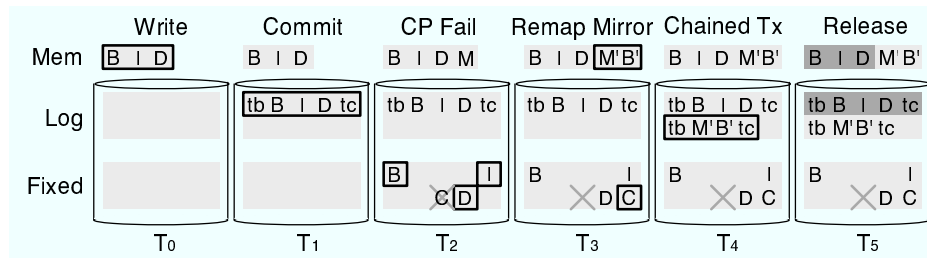 Write Commit CP Fail Remap Mirror Chained Tx Release
Mem B I D B I D B I D M B I D M'B' B I D M'B' B I D M'B'
Log tb B I D tc tb B I D tc tb B I D tc tb B I D tc tb B I D tc
tb M'B' tc tb M'B' tc
Fixed B I B I B I B I
C D D C D C D C
T0 T1 T2 T3 T4 T5